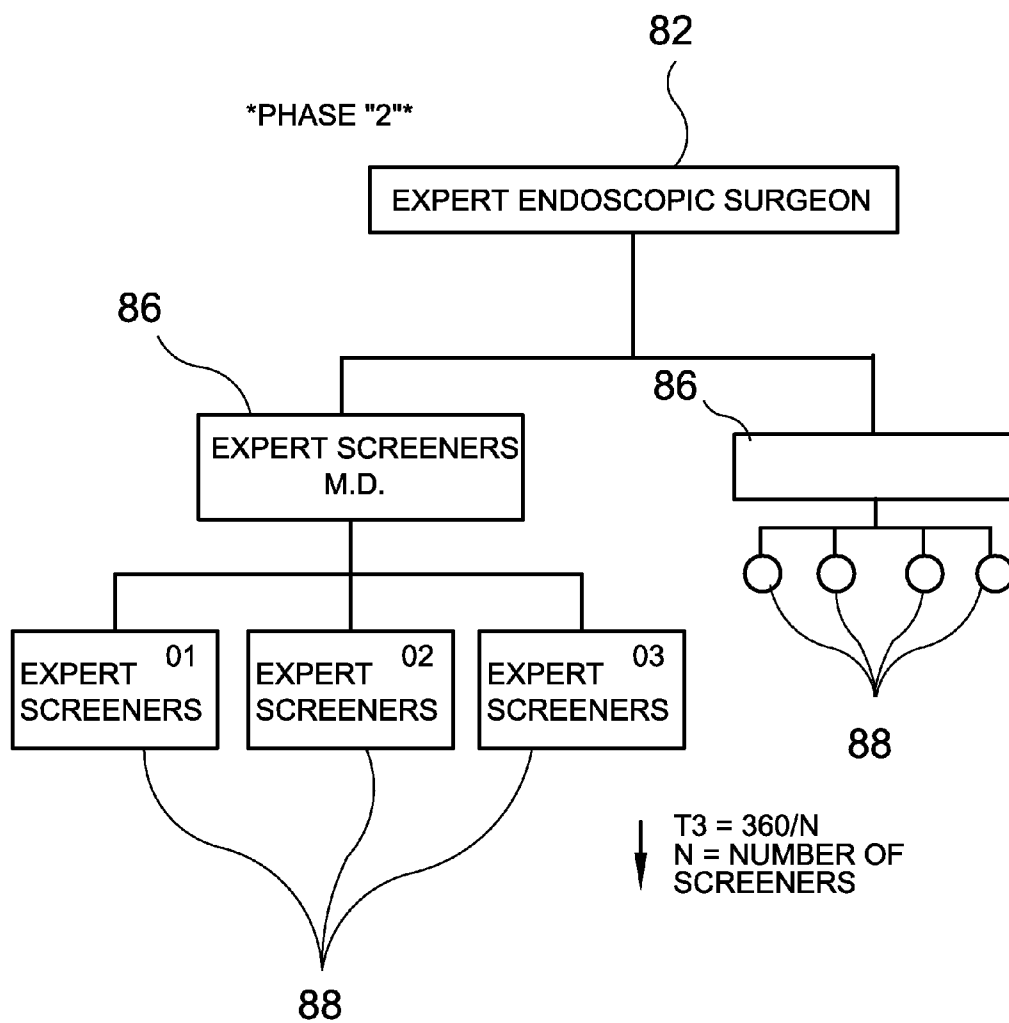 82
*PHASE "2"*
EXPERT ENDOSCOPIC SURGEON
86
86
EXPERT SCREENERS
M.D.
01
EXPERT
SCREENERS
02
EXPERT
SCREENERS
03
EXPERT
SCREENERS
88
T3 = 360/N
N = NUMBER OF
SCREENERS
88